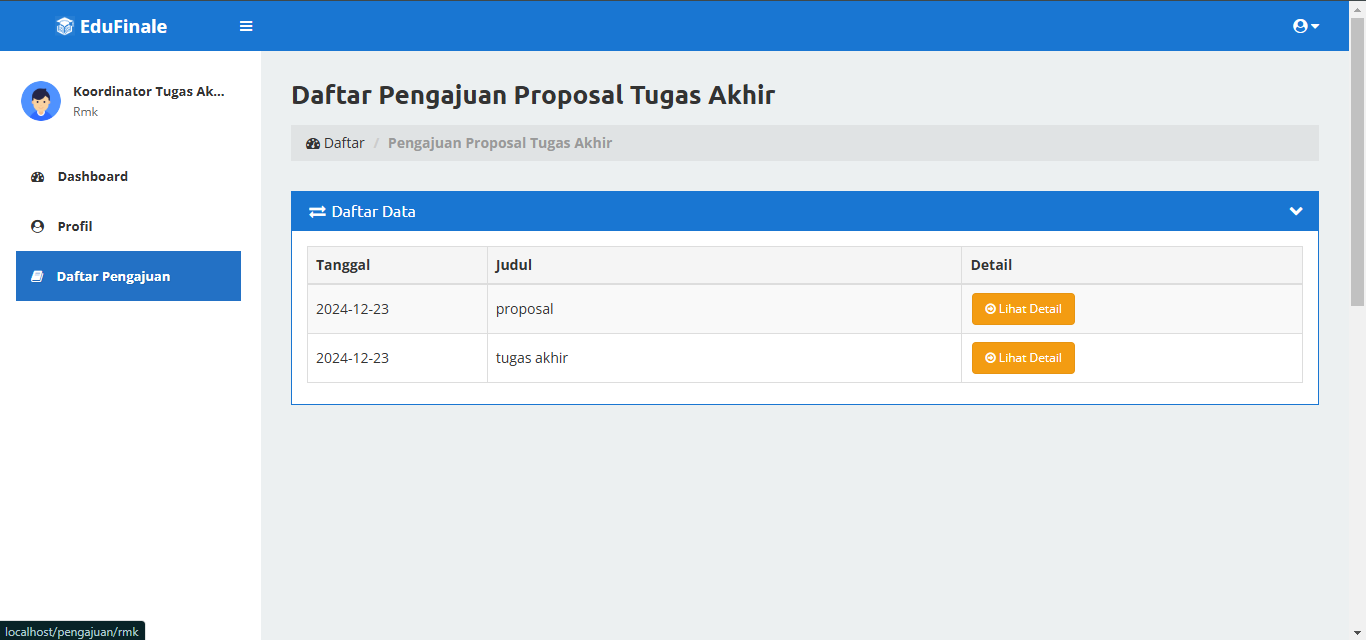 EduFinale
Koordinator Tugas Ak...
Rmk
Dashboard
Profil
Daftar Pengajuan
Daftar Pengajuan Proposal Tugas Akhir
Daftar / Pengajuan Proposal Tugas Akhir
Daftar Data
Tanggal Judul Detail
2024-12-23 proposal Lihat Detail
2024-12-23 tugas akhir Lihat Detail
localhost/pengajuan/rmk